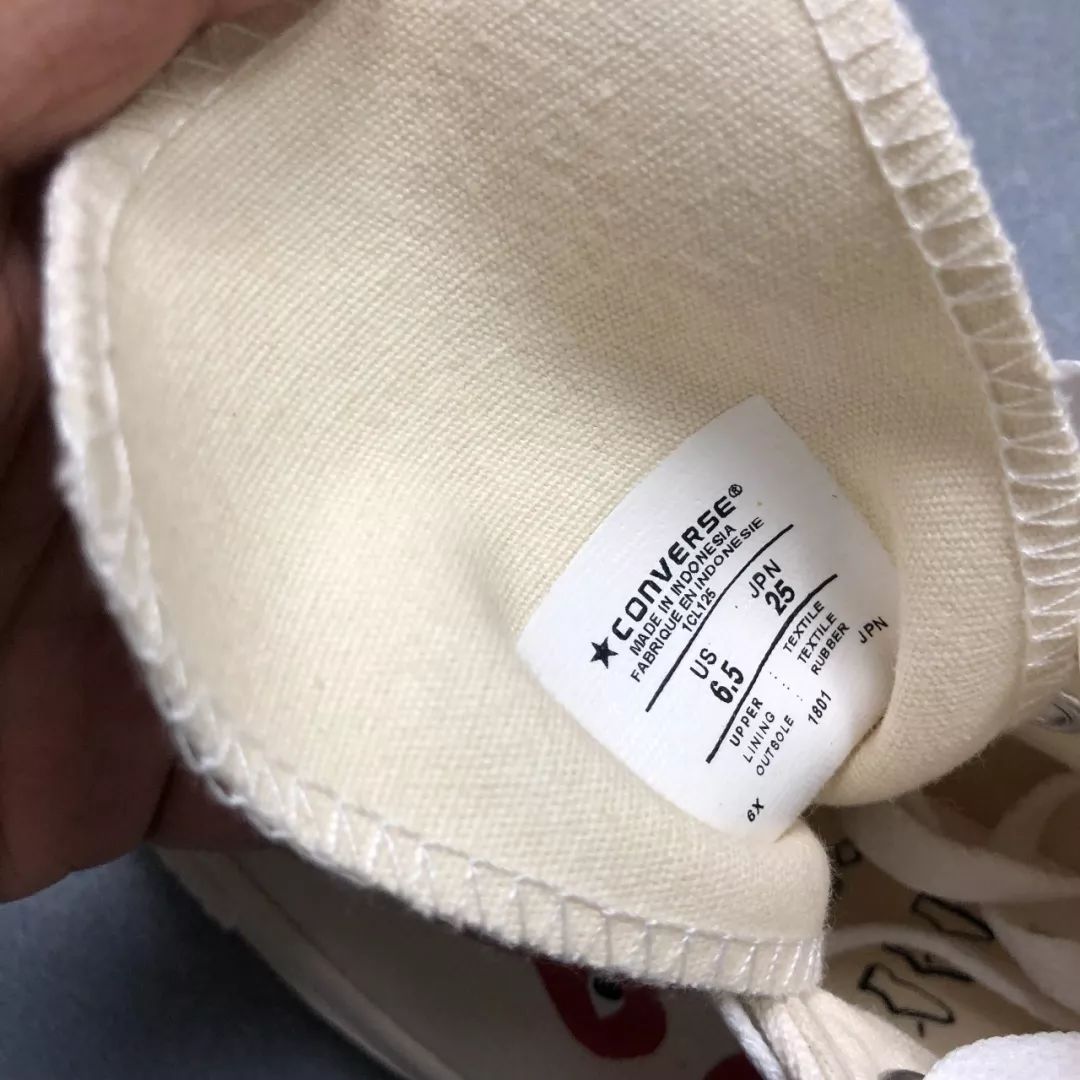 ★CONVERSE®
MADE IN INDONESIA
FABRIQUE EN INDONESIE
1CL125
US JPN
6.5 25
UPPER : TEXTILE
LINING : TEXTILE
OUTSOLE : RUBBER
6X 1801 JPN